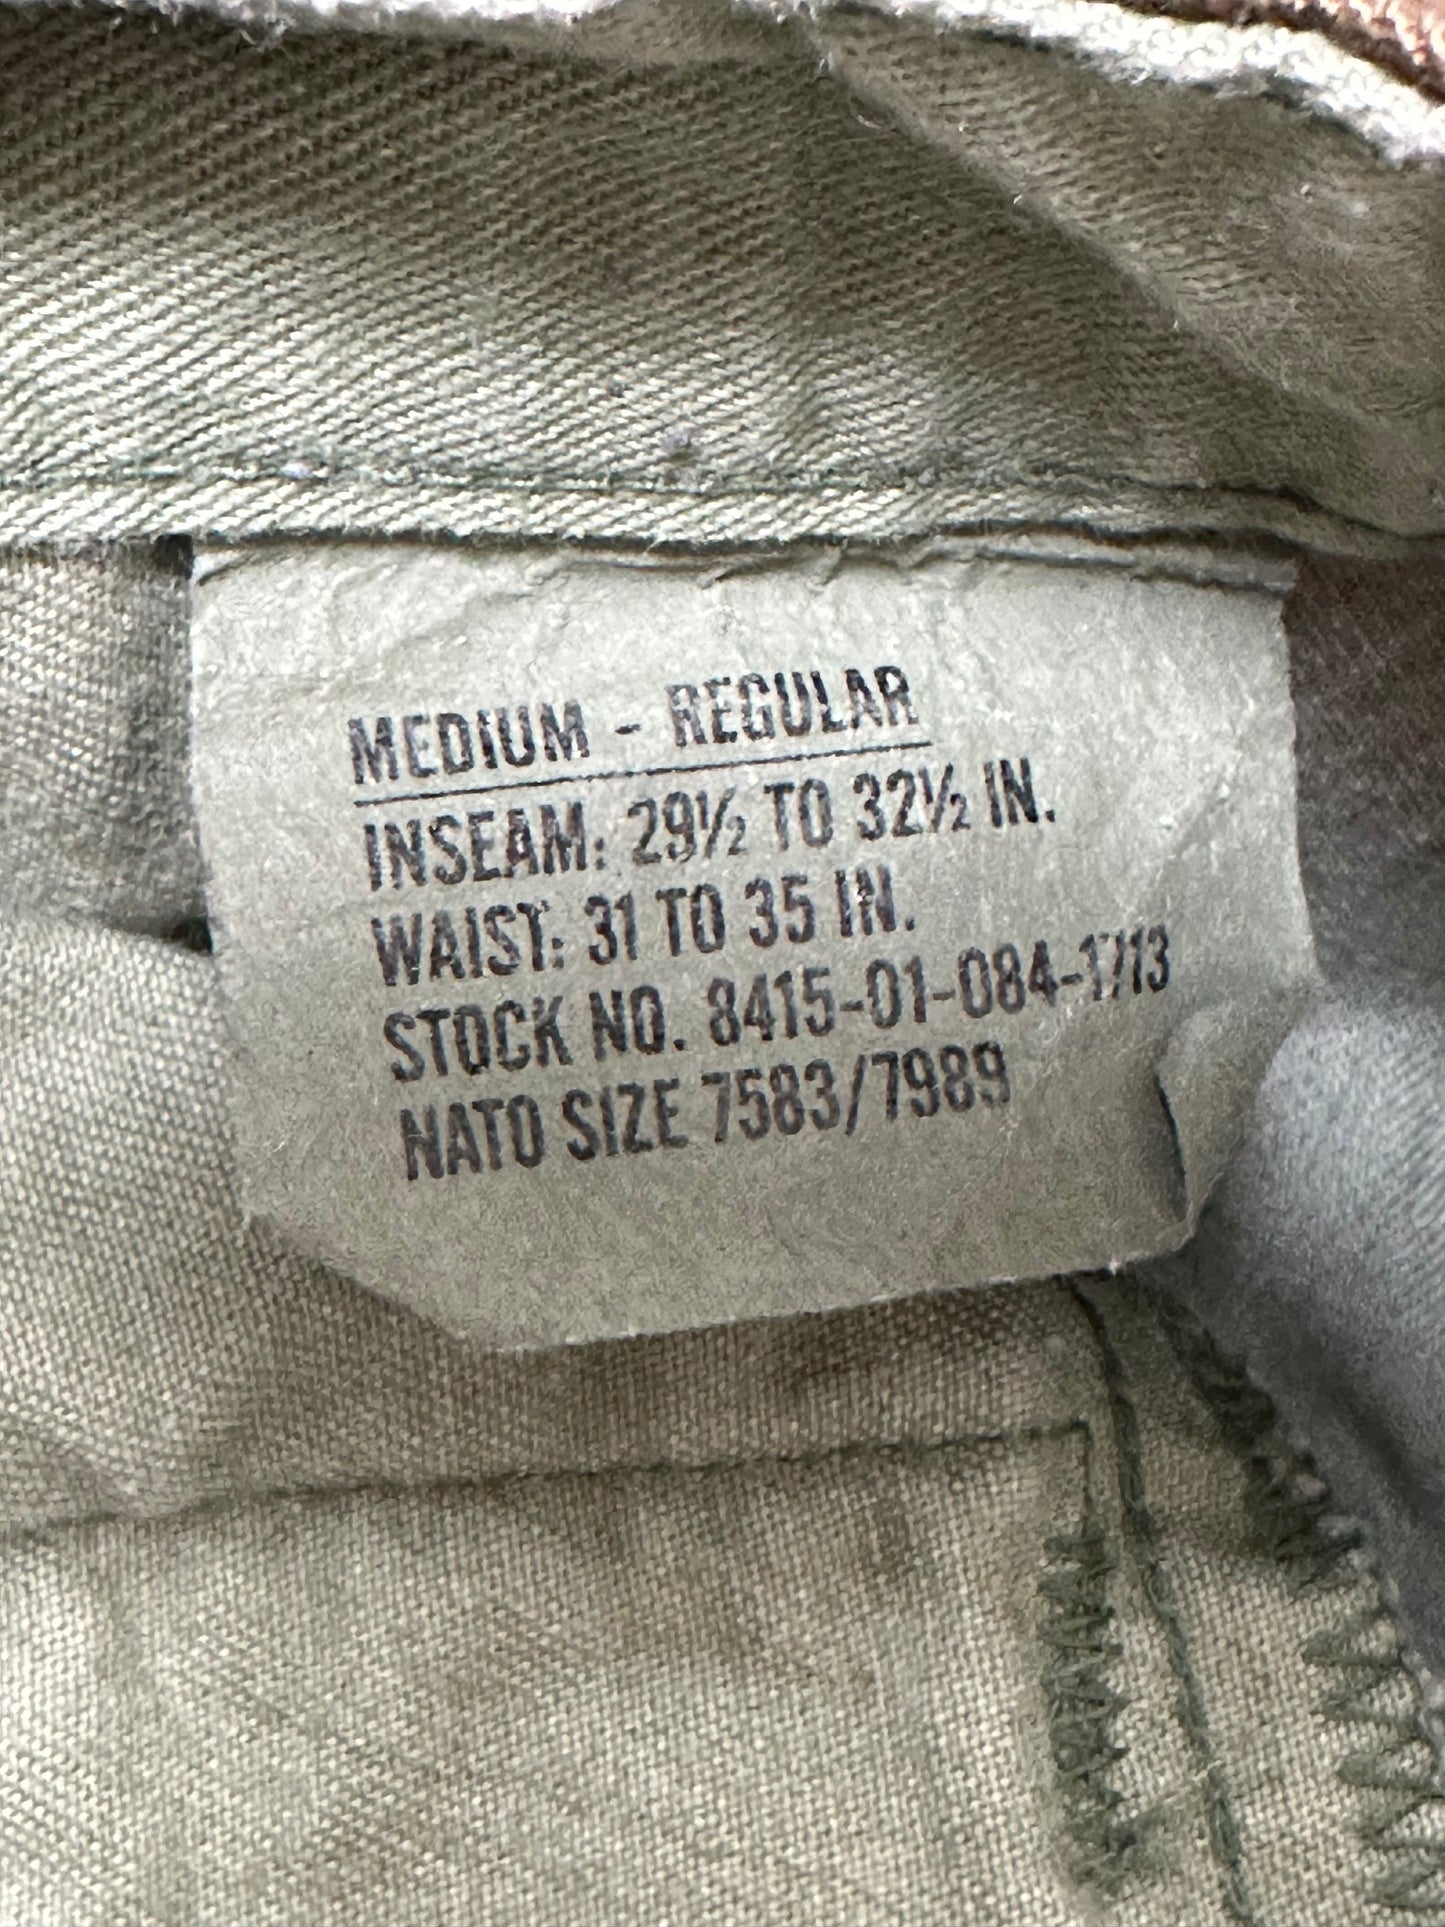 MEDIUM - REGULAR
INSEAM: 29½ TO 32½ IN.
WAIST: 31 TO 35 IN.
STOCK NO. 8415-01-084-1713
NATO SIZE 7583/7989